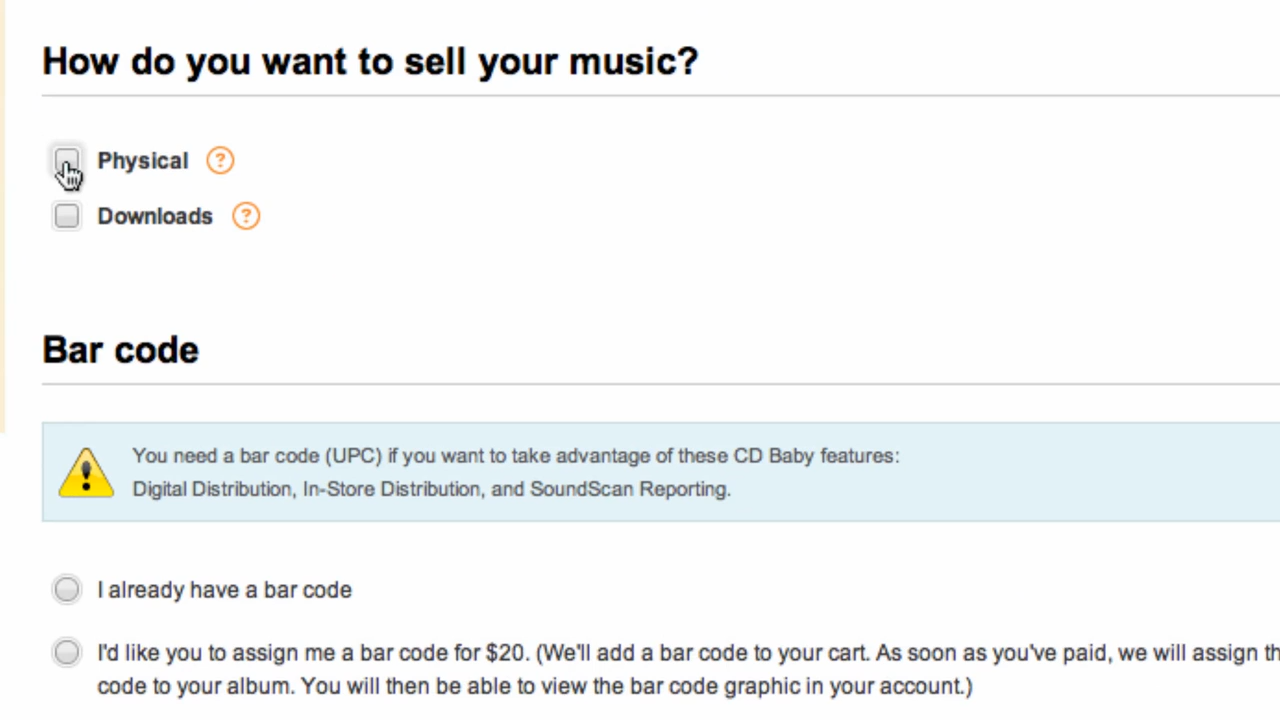 How do you want to sell your music?
Physical ?
Downloads ?
Bar code
You need a bar code (UPC) if you want to take advantage of these CD Baby features:
Digital Distribution, In-Store Distribution, and SoundScan Reporting.
I already have a bar code
I'd like you to assign me a bar code for $20. (We'll add a bar code to your cart. As soon as you've paid, we will assign
code to your album. You will then be able to view the bar code graphic in your account.)